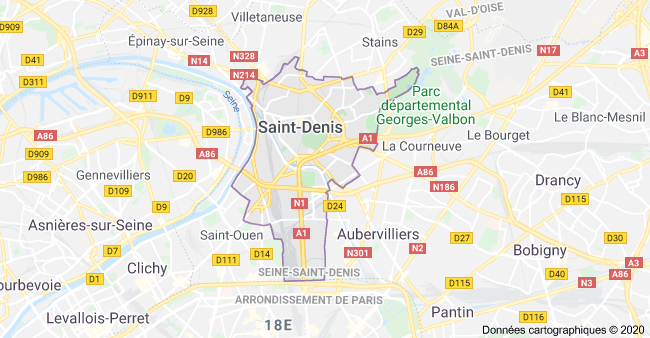 D928
Villetaneuse
VAL-D'OISE
D909
Épinay-sur-Seine
Stains
D29
D84A
N328
SEINE-SAINT-DENIS
N17
A3
D41
N14
N214
D311
D911
D9
Seine
Parc
départemental
Georges-Valbon
D41
Saint-Denis
Le Blanc-Mesnil
A86
D986
A1
Le Bourget
La Courneuve
D909
A86
D986
Gennevilliers
D20
A86
Drancy
D109
N186
D115
N1
D24
D9
Asnières-sur-Seine
Saint-Ouen
A1
Aubervilliers
D27
D30
D7
N301
N2
Bobigny
D111
D14
A3
Clichy
SEINE-SAINT-DENIS
D40
A86
D1
D115
urbevoie
ARRONDISSEMENT DE PARIS
Levallois-Perret
18E
Pantin
D116
Données cartographiques © 2020